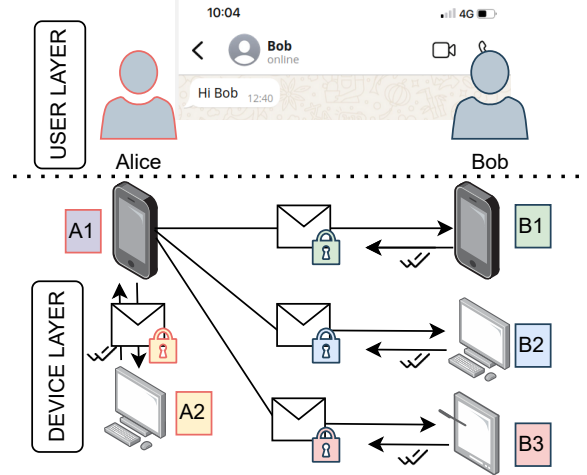 10:04
4G
Bob
online
Hi Bob 12:40
USER LAYER
Alice
Bob
A1
B1
DEVICE LAYER
B2
A2
B3